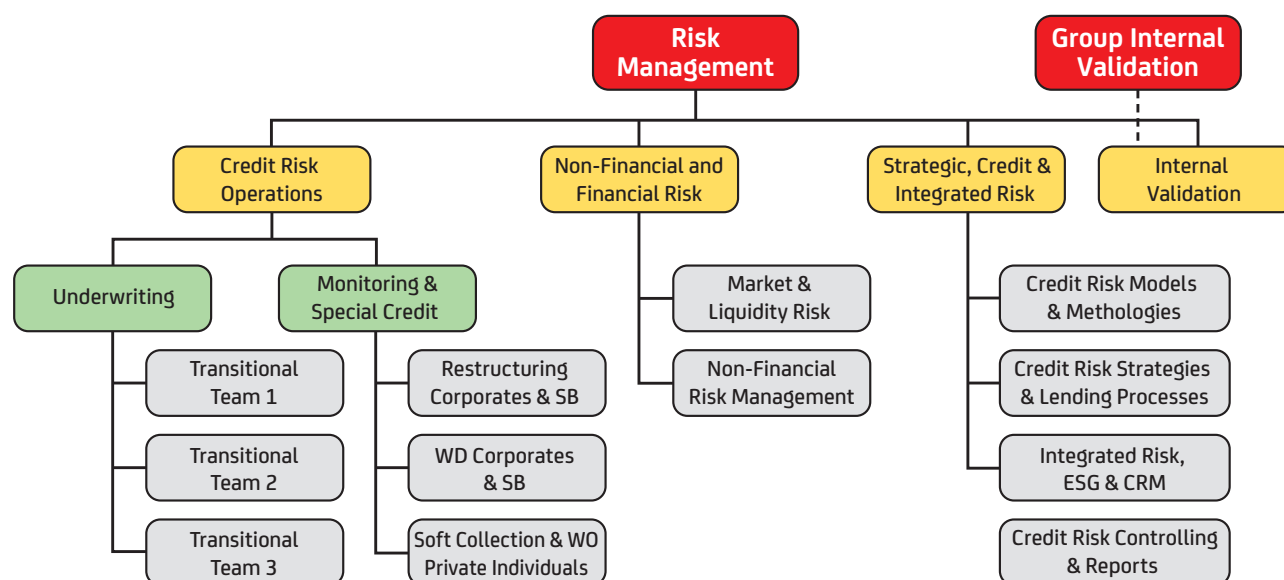 Risk
Management
Group Internal
Validation
Credit Risk
Operations
Non-Financial and
Financial Risk
Strategic, Credit &
Integrated Risk
Internal
Validation
Underwriting
Monitoring &
Special Credit
Market &
Liquidity Risk
Credit Risk Models
& Methologies
Transitional
Team 1
Restructuring
Corporates & SB
Non-Financial
Risk Management
Credit Risk Strategies
& Lending Processes
Transitional
Team 2
WD Corporates
& SB
Integrated Risk,
ESG & CRM
Transitional
Team 3
Soft Collection & WO
Private Individuals
Credit Risk Controlling
& Reports